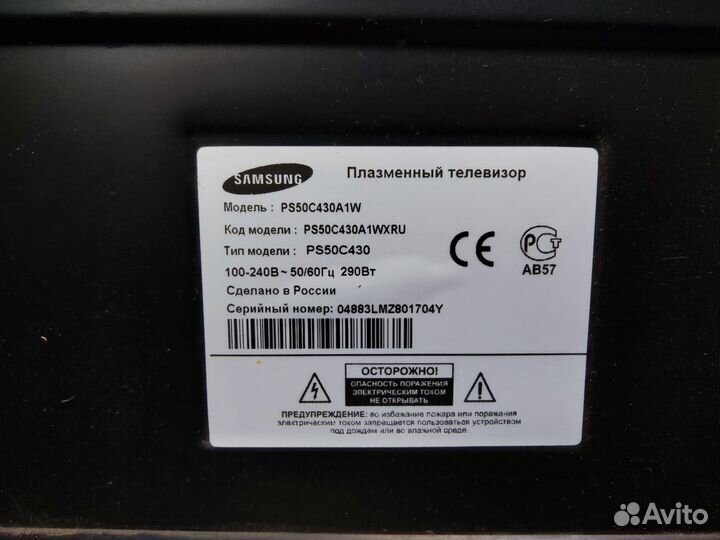 SAMSUNG
Плазменный телевизор
Модель : PS50C430A1W
Код модели : PS50C430A1WXRU
Тип модели : PS50C430
100-240В ~ 50/60Гц 290Вт
Сделано в России
Серийный номер: 04883LMZ801704Y
CE
РСТ
АВ57
ОСТОРОЖНО!
ОПАСНОСТЬ ПОРАЖЕНИЯ
ЭЛЕКТРИЧЕСКИМ ТОКОМ
НЕ ОТКРЫВАТЬ
ПРЕДУПРЕЖДЕНИЕ: во избежание пожара или поражения
электрическим током запрещается пользоваться устройством
под дождем или во влажной среде.
Avito